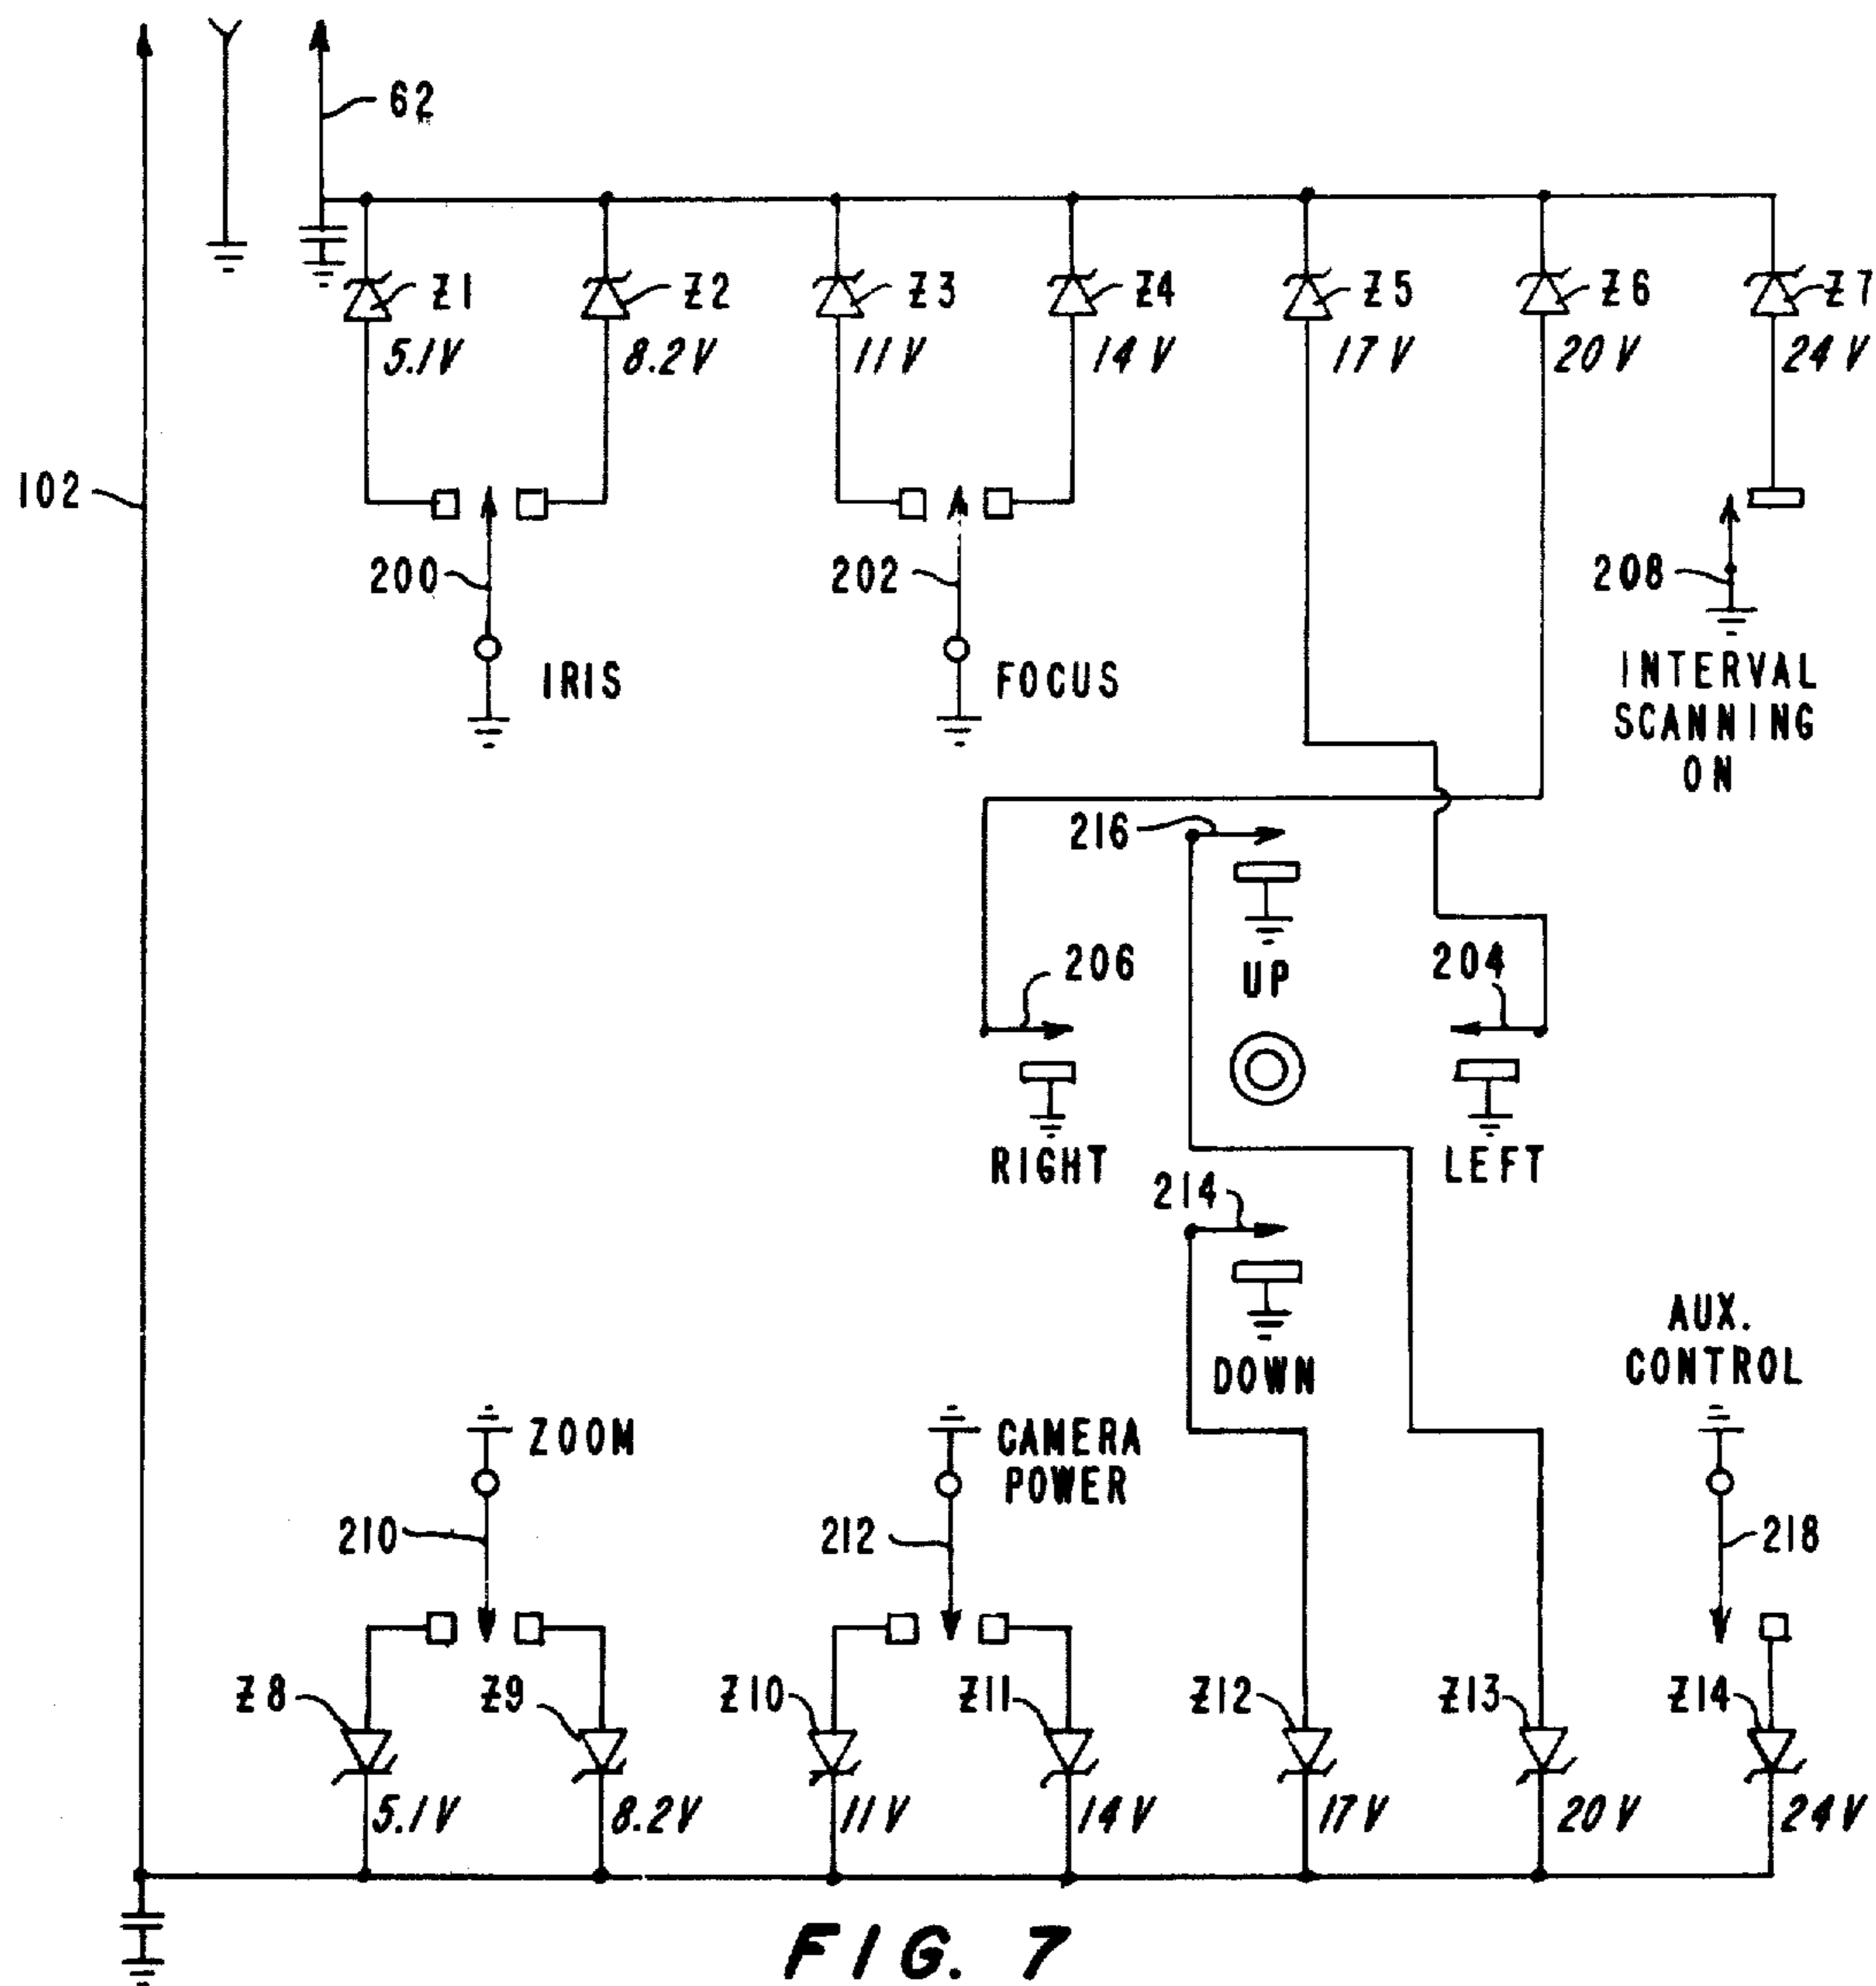 62
Z1 Z2 Z3 Z4 Z5 Z6 Z7
5.1V 8.2V 11V 14V 17V 20V 24V
102
200 202 208
IRIS FOCUS
INTERVAL
SCANNING
ON
216
206 UP 204
RIGHT LEFT
214
DOWN
AUX.
CONTROL
ZOOM
CAMERA
POWER
210 212 218
Z8 Z9 Z10 Z11 Z12 Z13 Z14
5.1V 8.2V 11V 14V 17V 20V 24V
FIG. 7